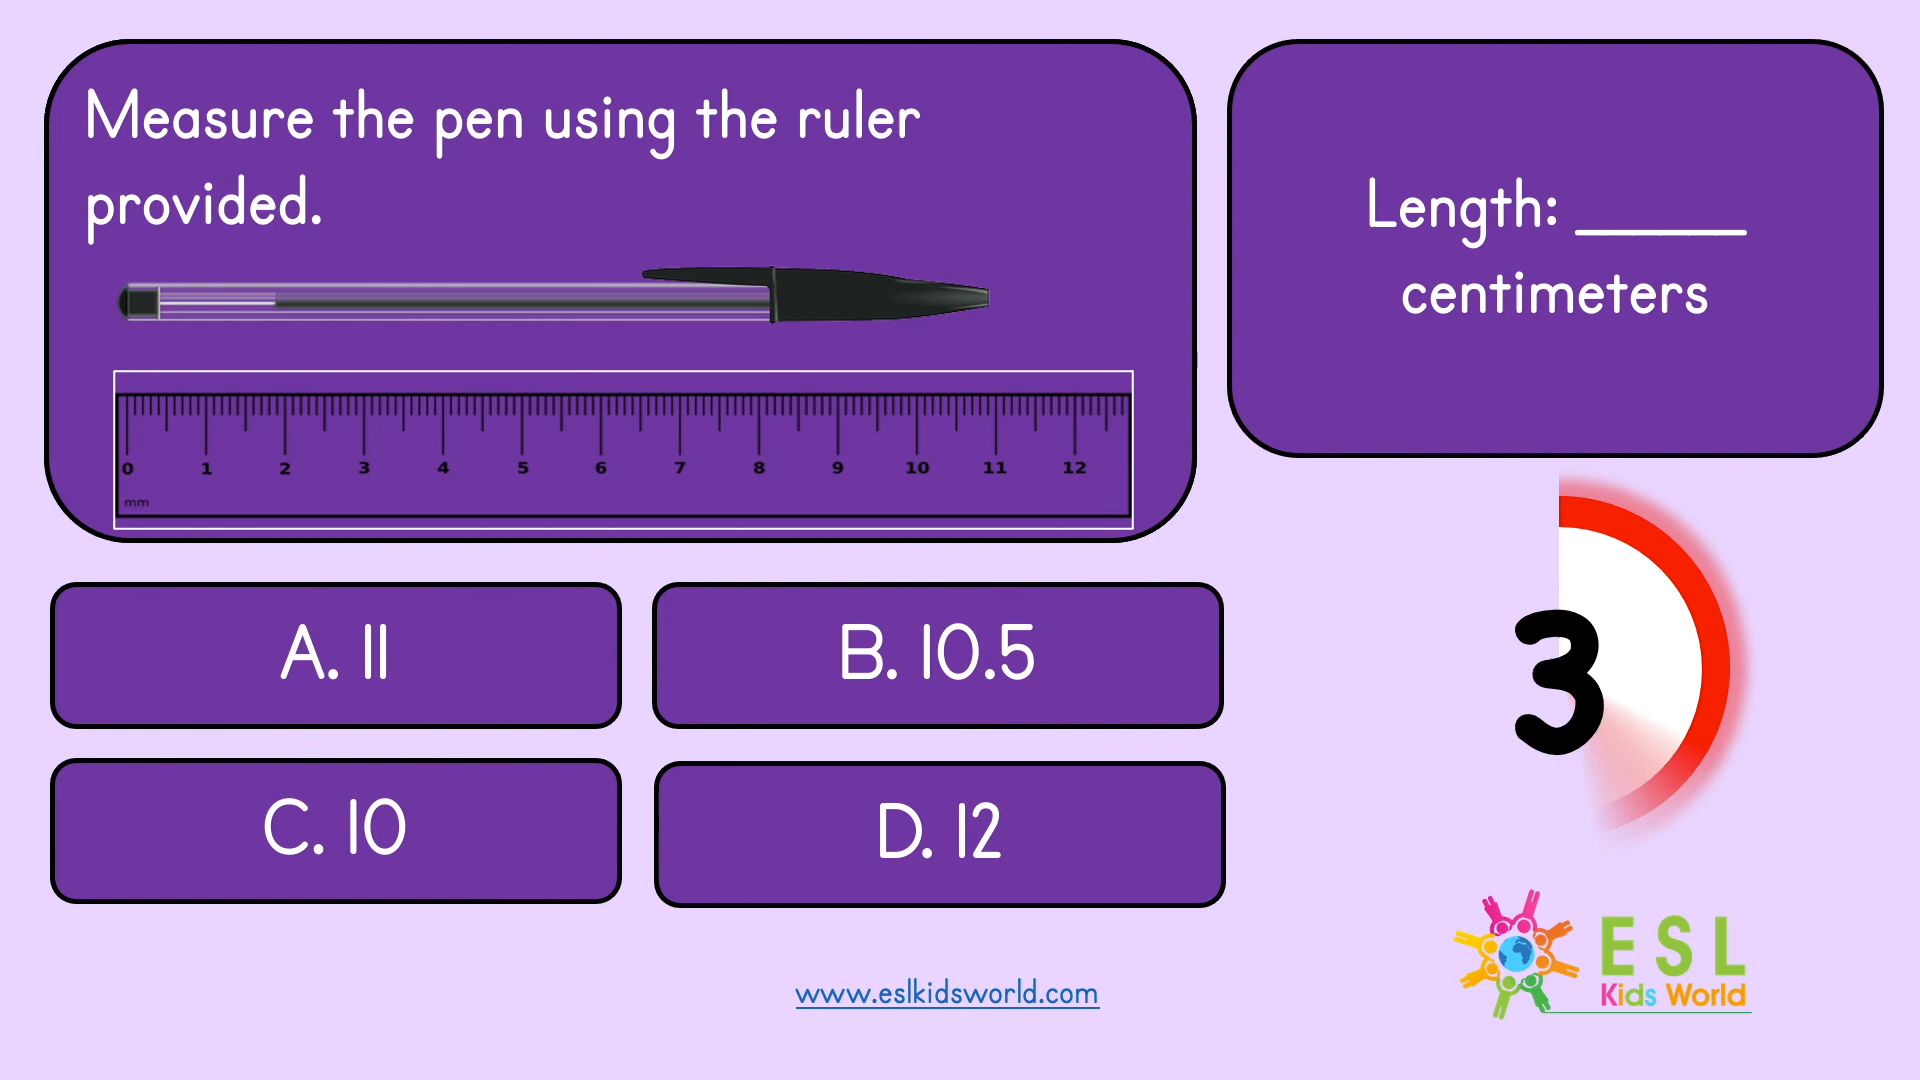 Measure the pen using the ruler
provided.
0 1 2 3 4 5 6 7 8 9 10 11 12
mm
Length: ______
centimeters
A. 11
B. 10.5
C. 10
D. 12
3
www.eslkidsworld.com
ESL
Kids World